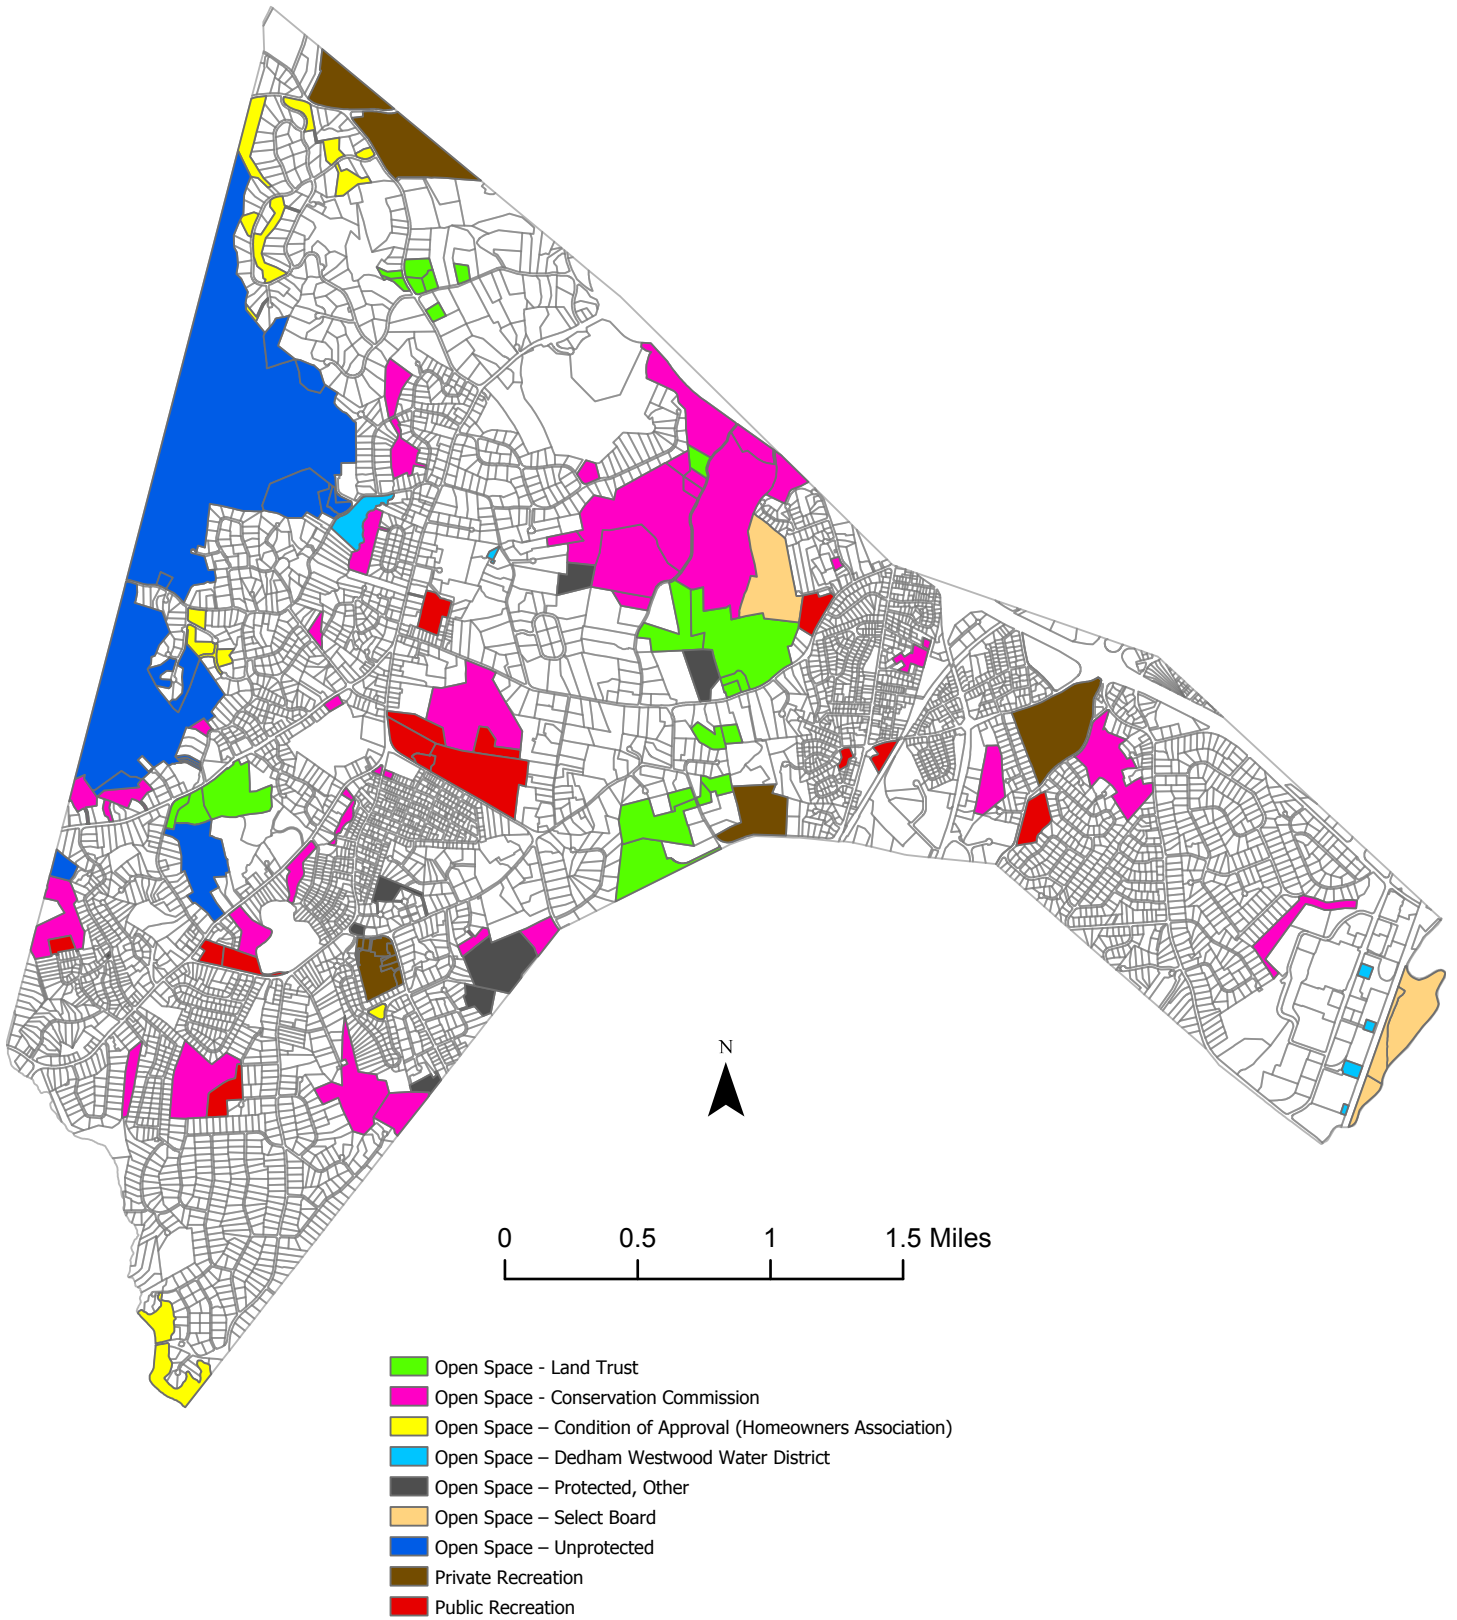 N
0 0.5 1 1.5 Miles
Open Space - Land Trust
Open Space - Conservation Commission
Open Space – Condition of Approval (Homeowners Association)
Open Space – Dedham Westwood Water District
Open Space – Protected, Other
Open Space – Select Board
Open Space – Unprotected
Private Recreation
Public Recreation